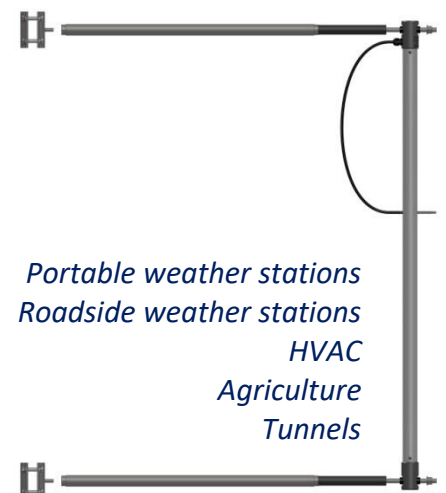 Portable weather stations
Roadside weather stations
HVAC
Agriculture
Tunnels